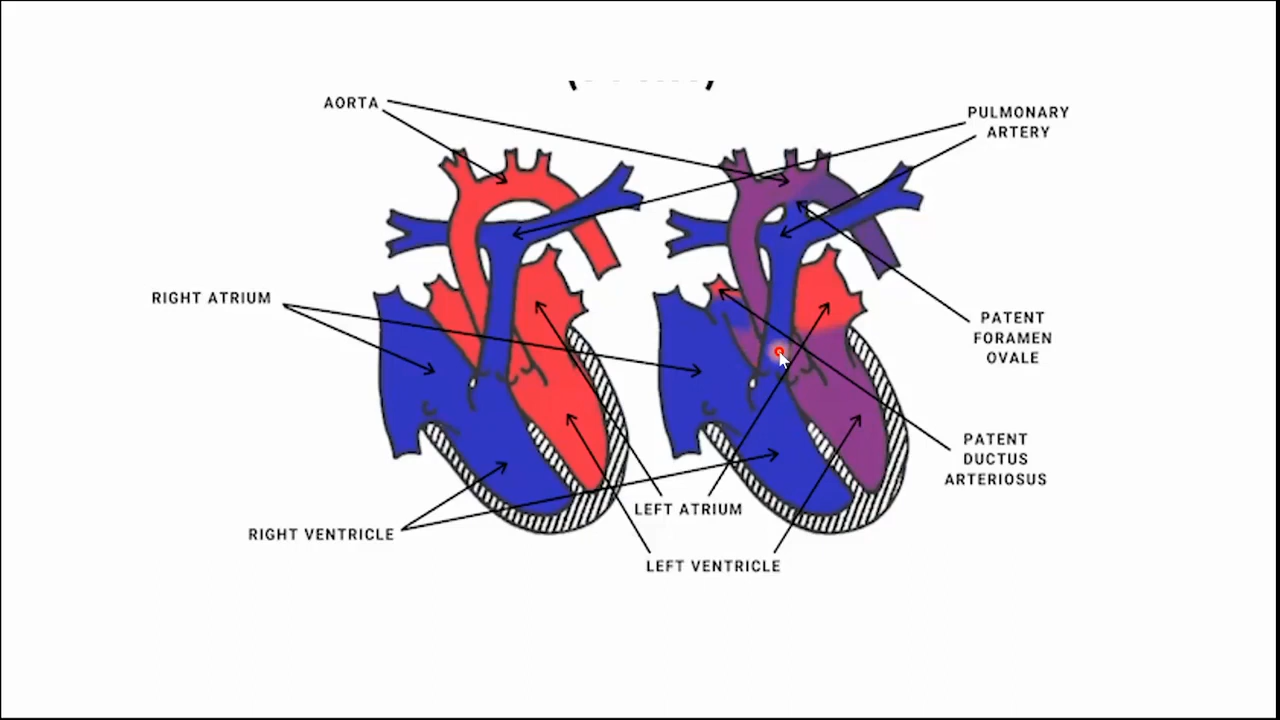 AORTA
PULMONARY
ARTERY
RIGHT ATRIUM
PATENT
FORAMEN
OVALE
PATENT
DUCTUS
ARTERIOSUS
LEFT ATRIUM
RIGHT VENTRICLE
LEFT VENTRICLE